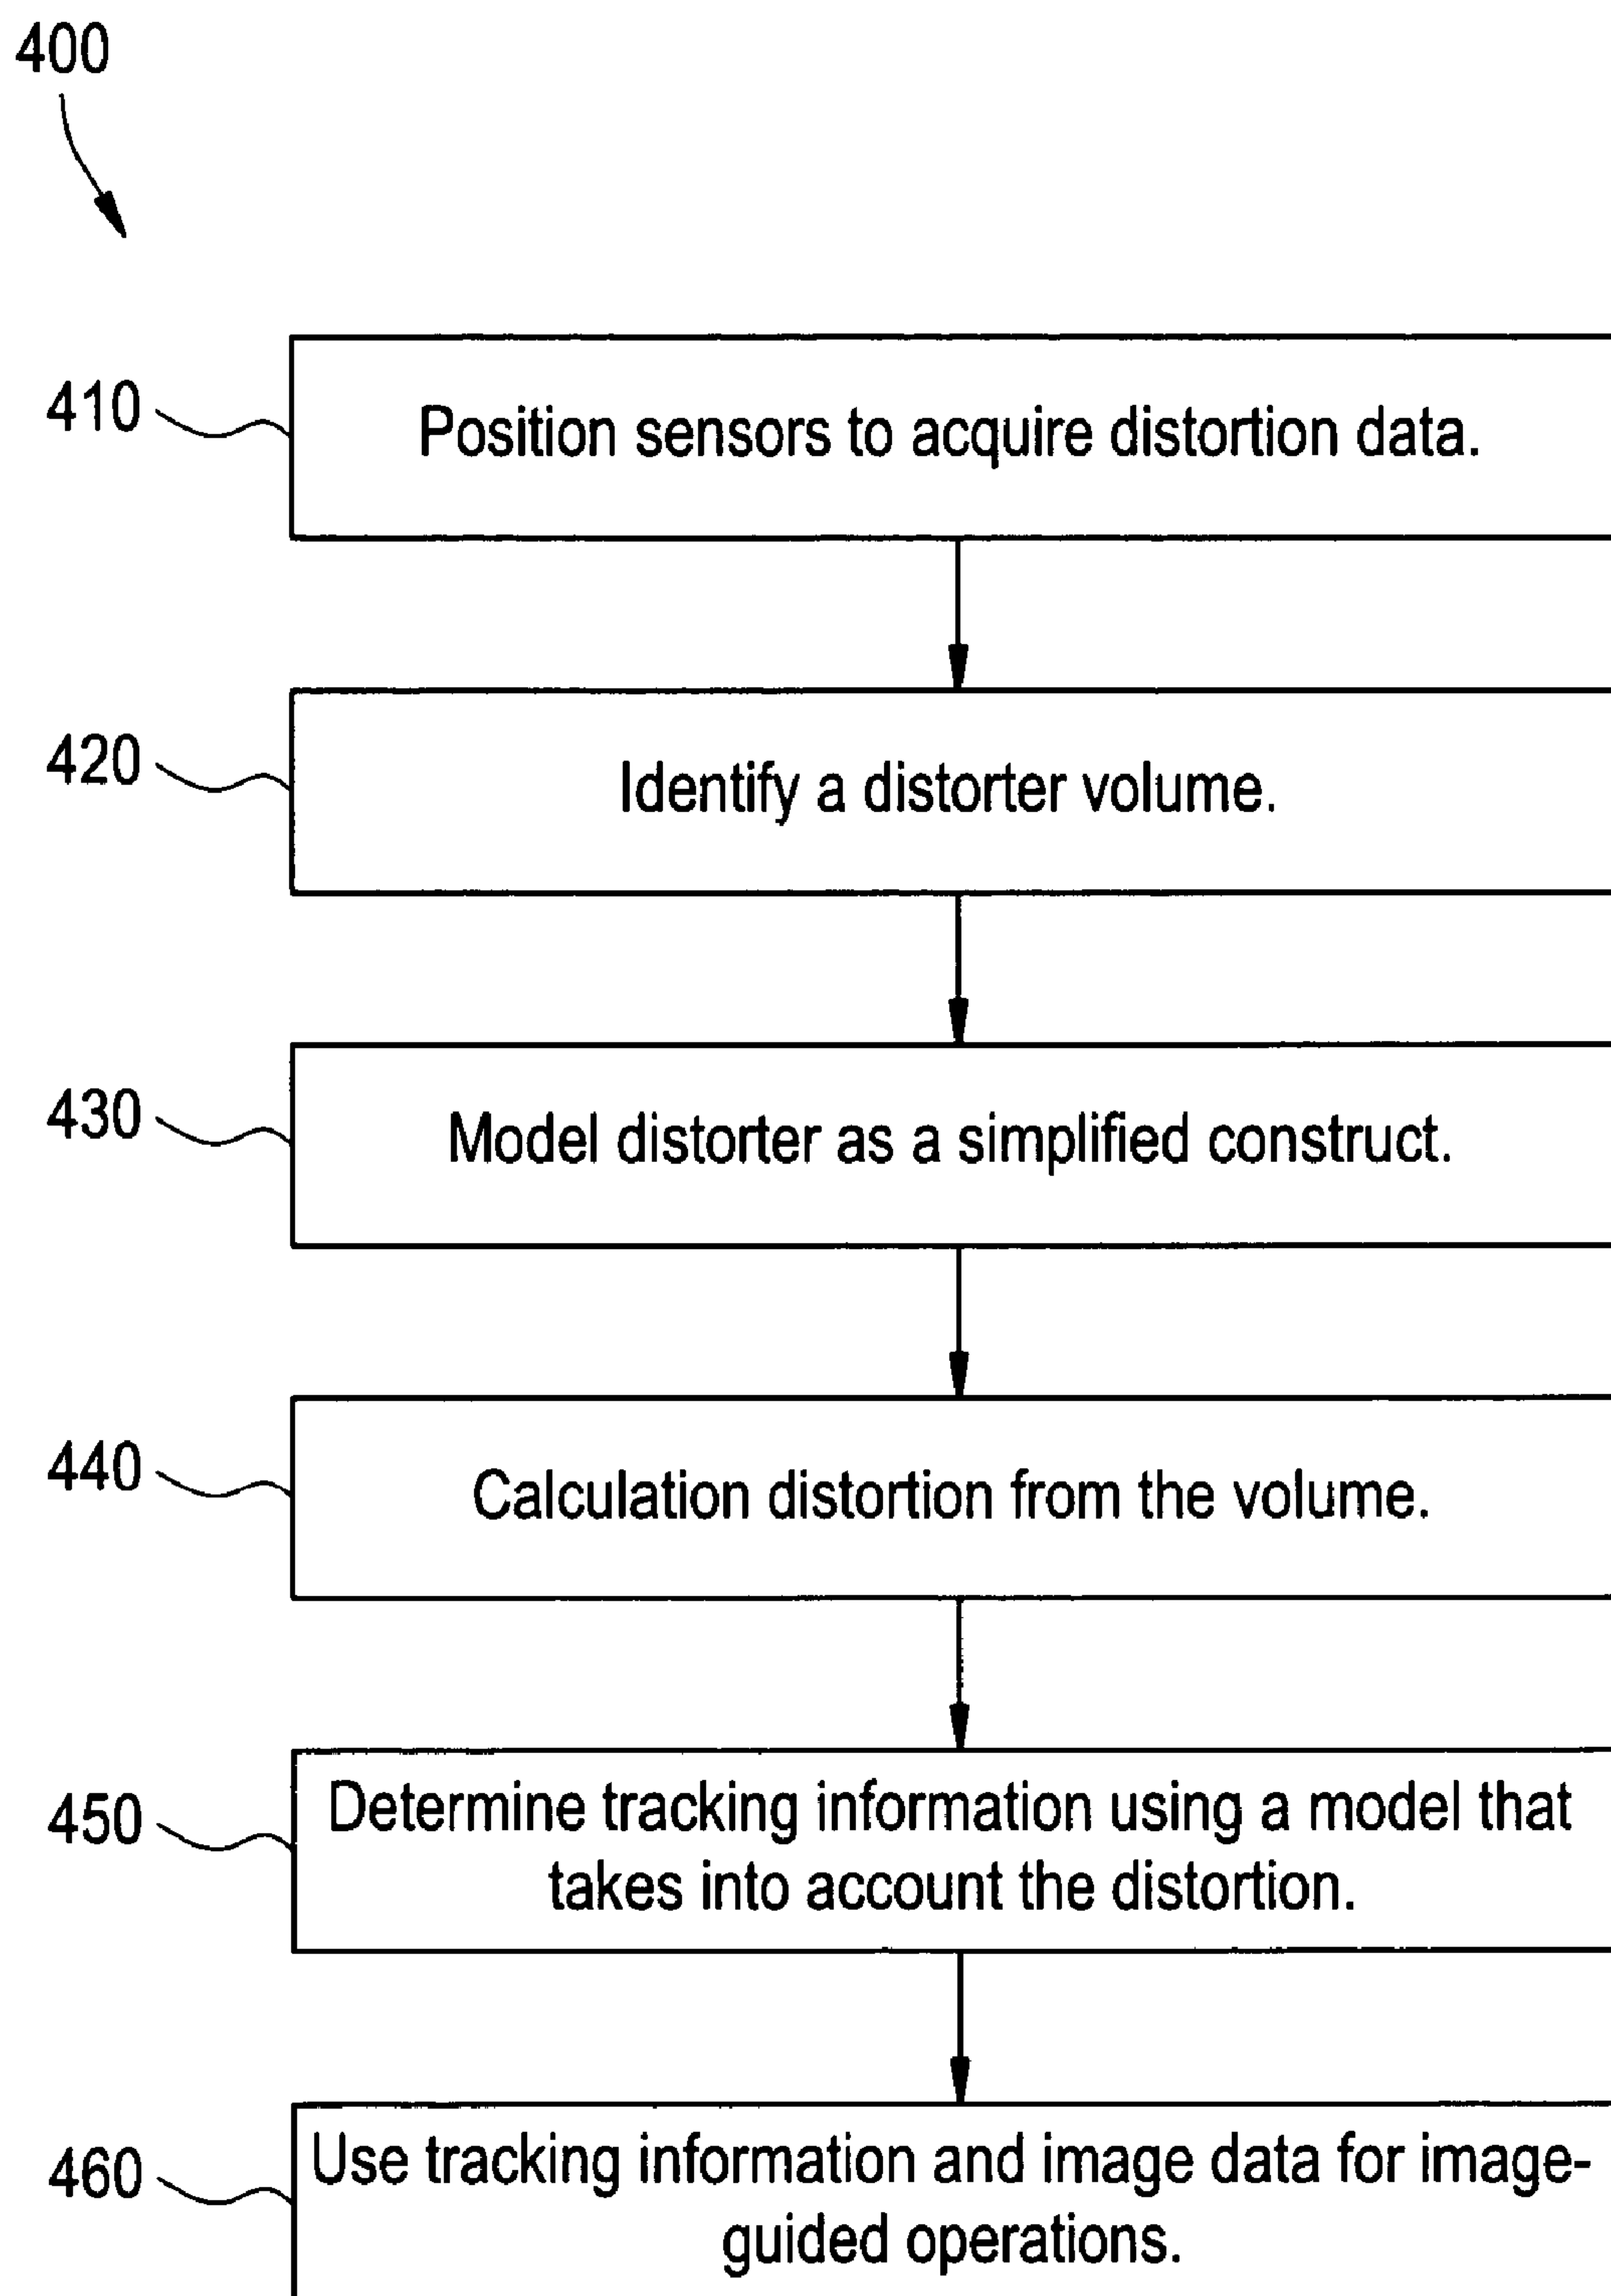 400
410
Position sensors to acquire distortion data.
420
Identify a distorter volume.
430
Model distorter as a simplified construct.
440
Calculation distortion from the volume.
450
Determine tracking information using a model that
takes into account the distortion.
460
Use tracking information and image data for image-
guided operations.